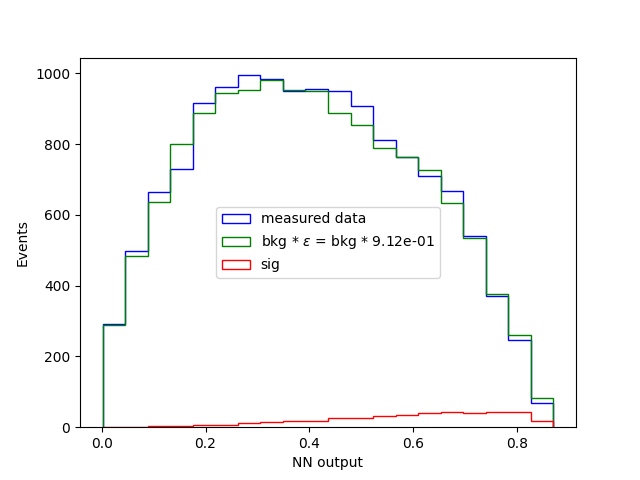 1000
800
600
400
200
0
Events
measured data
bkg * ε = bkg * 9.12e-01
sig
0.0 0.2 0.4 0.6 0.8
NN output